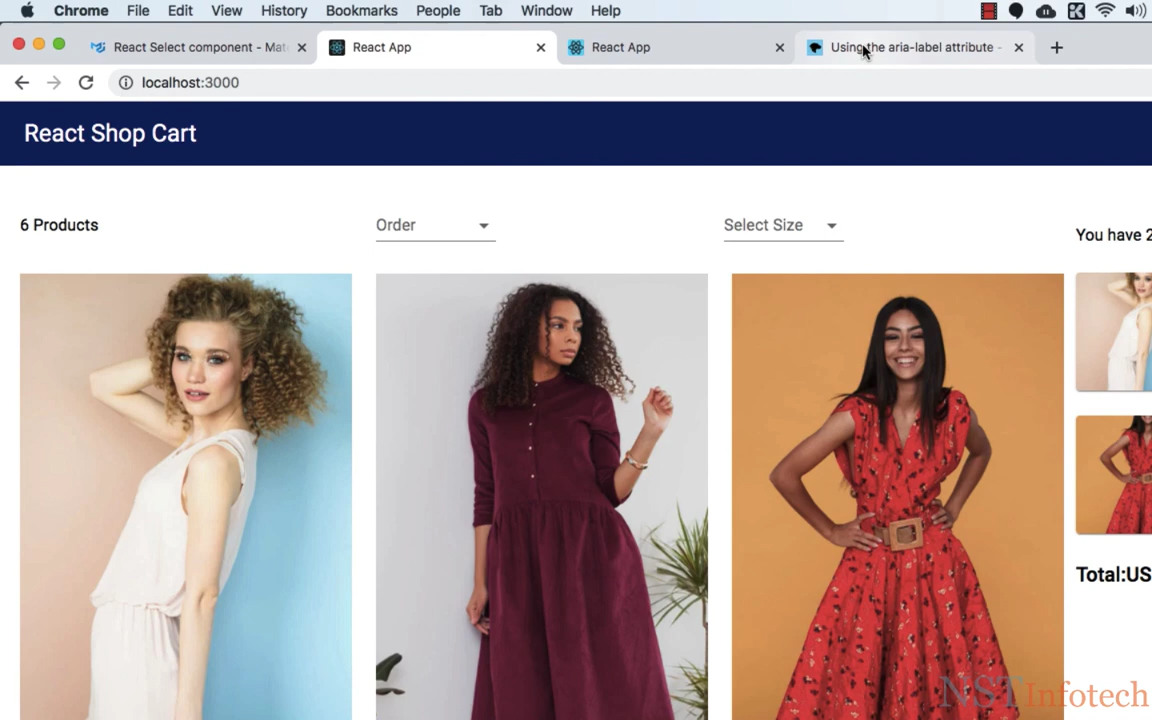 Chrome File Edit View History Bookmarks People Tab Window Help
React Select component - Mat
React App
React App
Using the aria-label attribute -
localhost:3000
React Shop Cart
6 Products
Order
Select Size
You have 2
Total:US
NSTInfotech